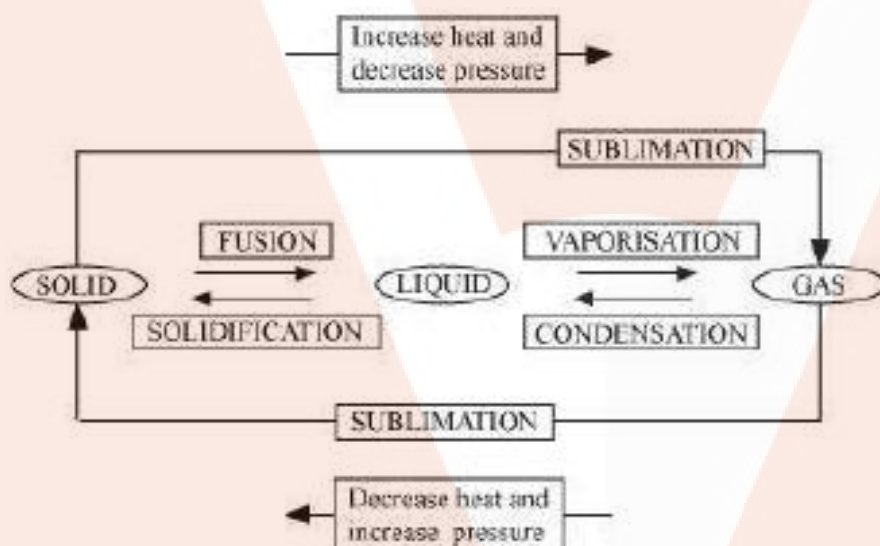 Increase heat and
decrease pressure
SUBLIMATION
FUSION
VAPORISATION
SOLID
LIQUID
GAS
SOLIDIFICATION
CONDENSATION
SUBLIMATION
Decrease heat and
increase pressure